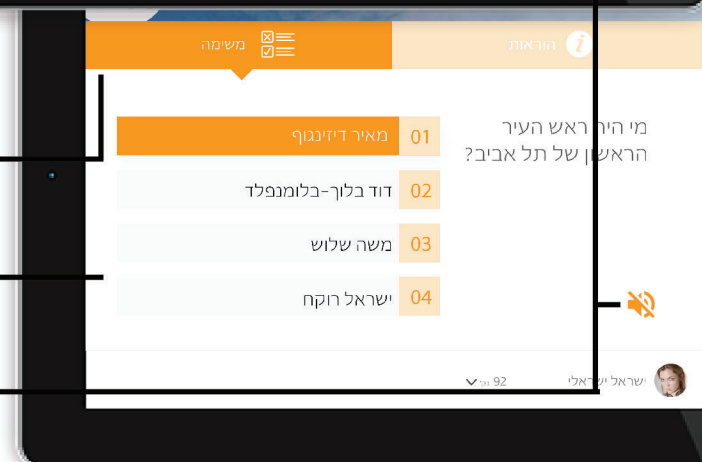 הוראות
משימה
מי היה ראש העיר
הראשון של תל אביב?
01 מאיר דיזינגוף
02 דוד בלוך-בלומנפלד
03 משה שלוש
04 ישראל רוקח
ישראל ישראלי
92 נק'